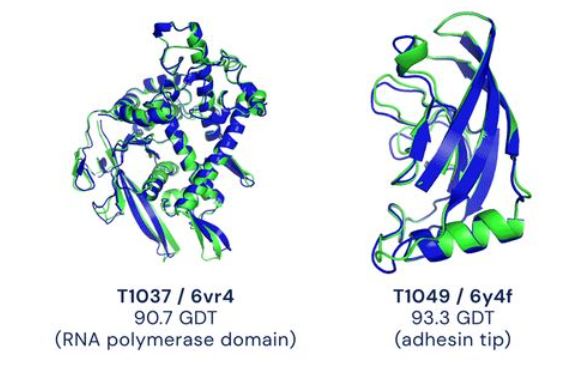 T1037 / 6vr4
90.7 GDT
(RNA polymerase domain)
T1049 / 6y4f
93.3 GDT
(adhesin tip)